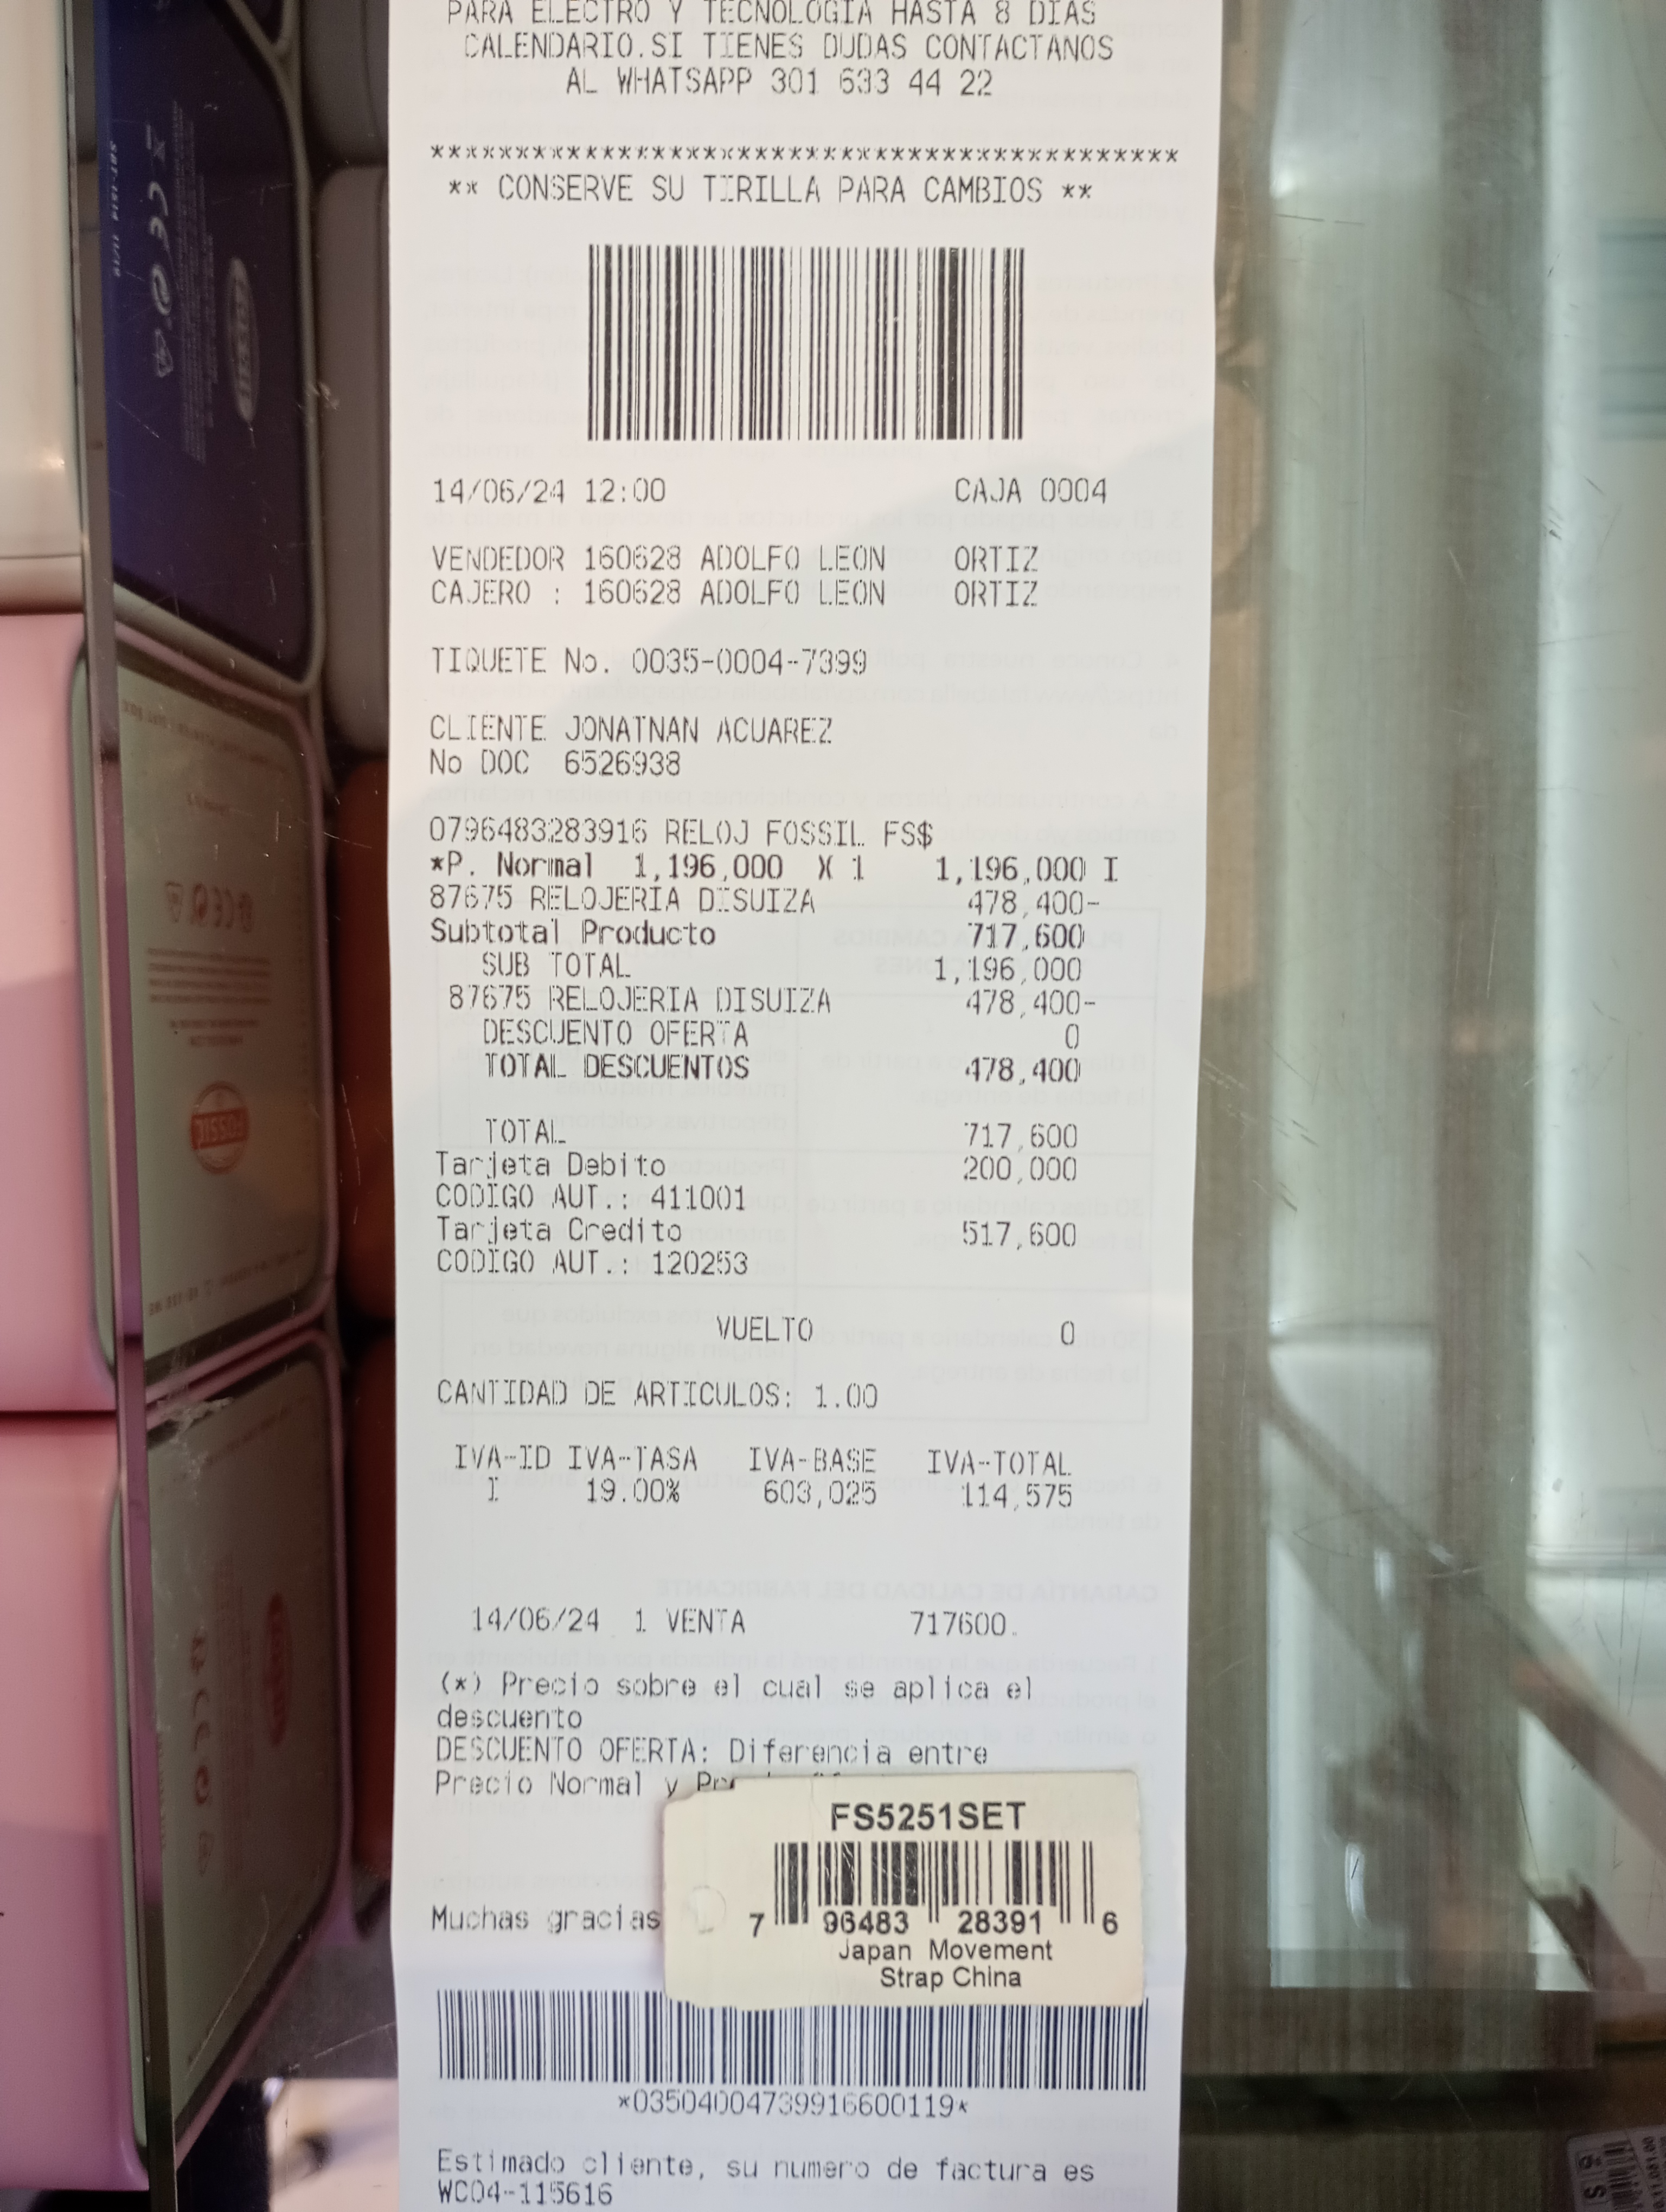 PARA ELECTRO Y TECNOLOGIA HASTA 8 DIAS
CALENDARIO.SI TIENES DUDAS CONTACTANOS
AL WHATSAPP 301 633 44 22
********************************************
** CONSERVE SU TIRILLA PARA CAMBIOS **
14/06/24 12:00 CAJA 0004
VENDEDOR 160628 ADOLFO LEON ORTIZ
CAJERO : 160628 ADOLFO LEON ORTIZ
TIQUETE No. 0035-0004-7399
CLIENTE JONATNAN ACUAREZ
No DOC 6526938
0796483283916 RELOJ FOSSIL FS$
*P. Normal 1,196,000 X 1 1,196,000 I
87675 RELOJERIA DISUIZA 478,400-
Subtotal Producto 717,600
SUB TOTAL 1,196,000
87675 RELOJERIA DISUIZA 478,400-
DESCUENTO OFERTA 0
TOTAL DESCUENTOS 478,400
TOTAL 717,600
Tarjeta Debito 200,000
CODIGO AUT.: 411001
Tarjeta Credito 517,600
CODIGO AUT.: 120253
VUELTO 0
CANTIDAD DE ARTICULOS: 1.00
IVA-ID IVA-TASA IVA-BASE IVA-TOTAL
I 19.00% 603,025 114,575
14/06/24 1 VENTA 717600.
(*) Precio sobre el cual se aplica el
descuento
DESCUENTO OFERTA: Diferencia entre
Precio Normal y
FS5251SET
7 96483 28391 6
Japan Movement
Strap China
Muchas gracias
*03504004739916600119*
Estimado cliente, su numero de factura es
WC04-115616
FOSSIL